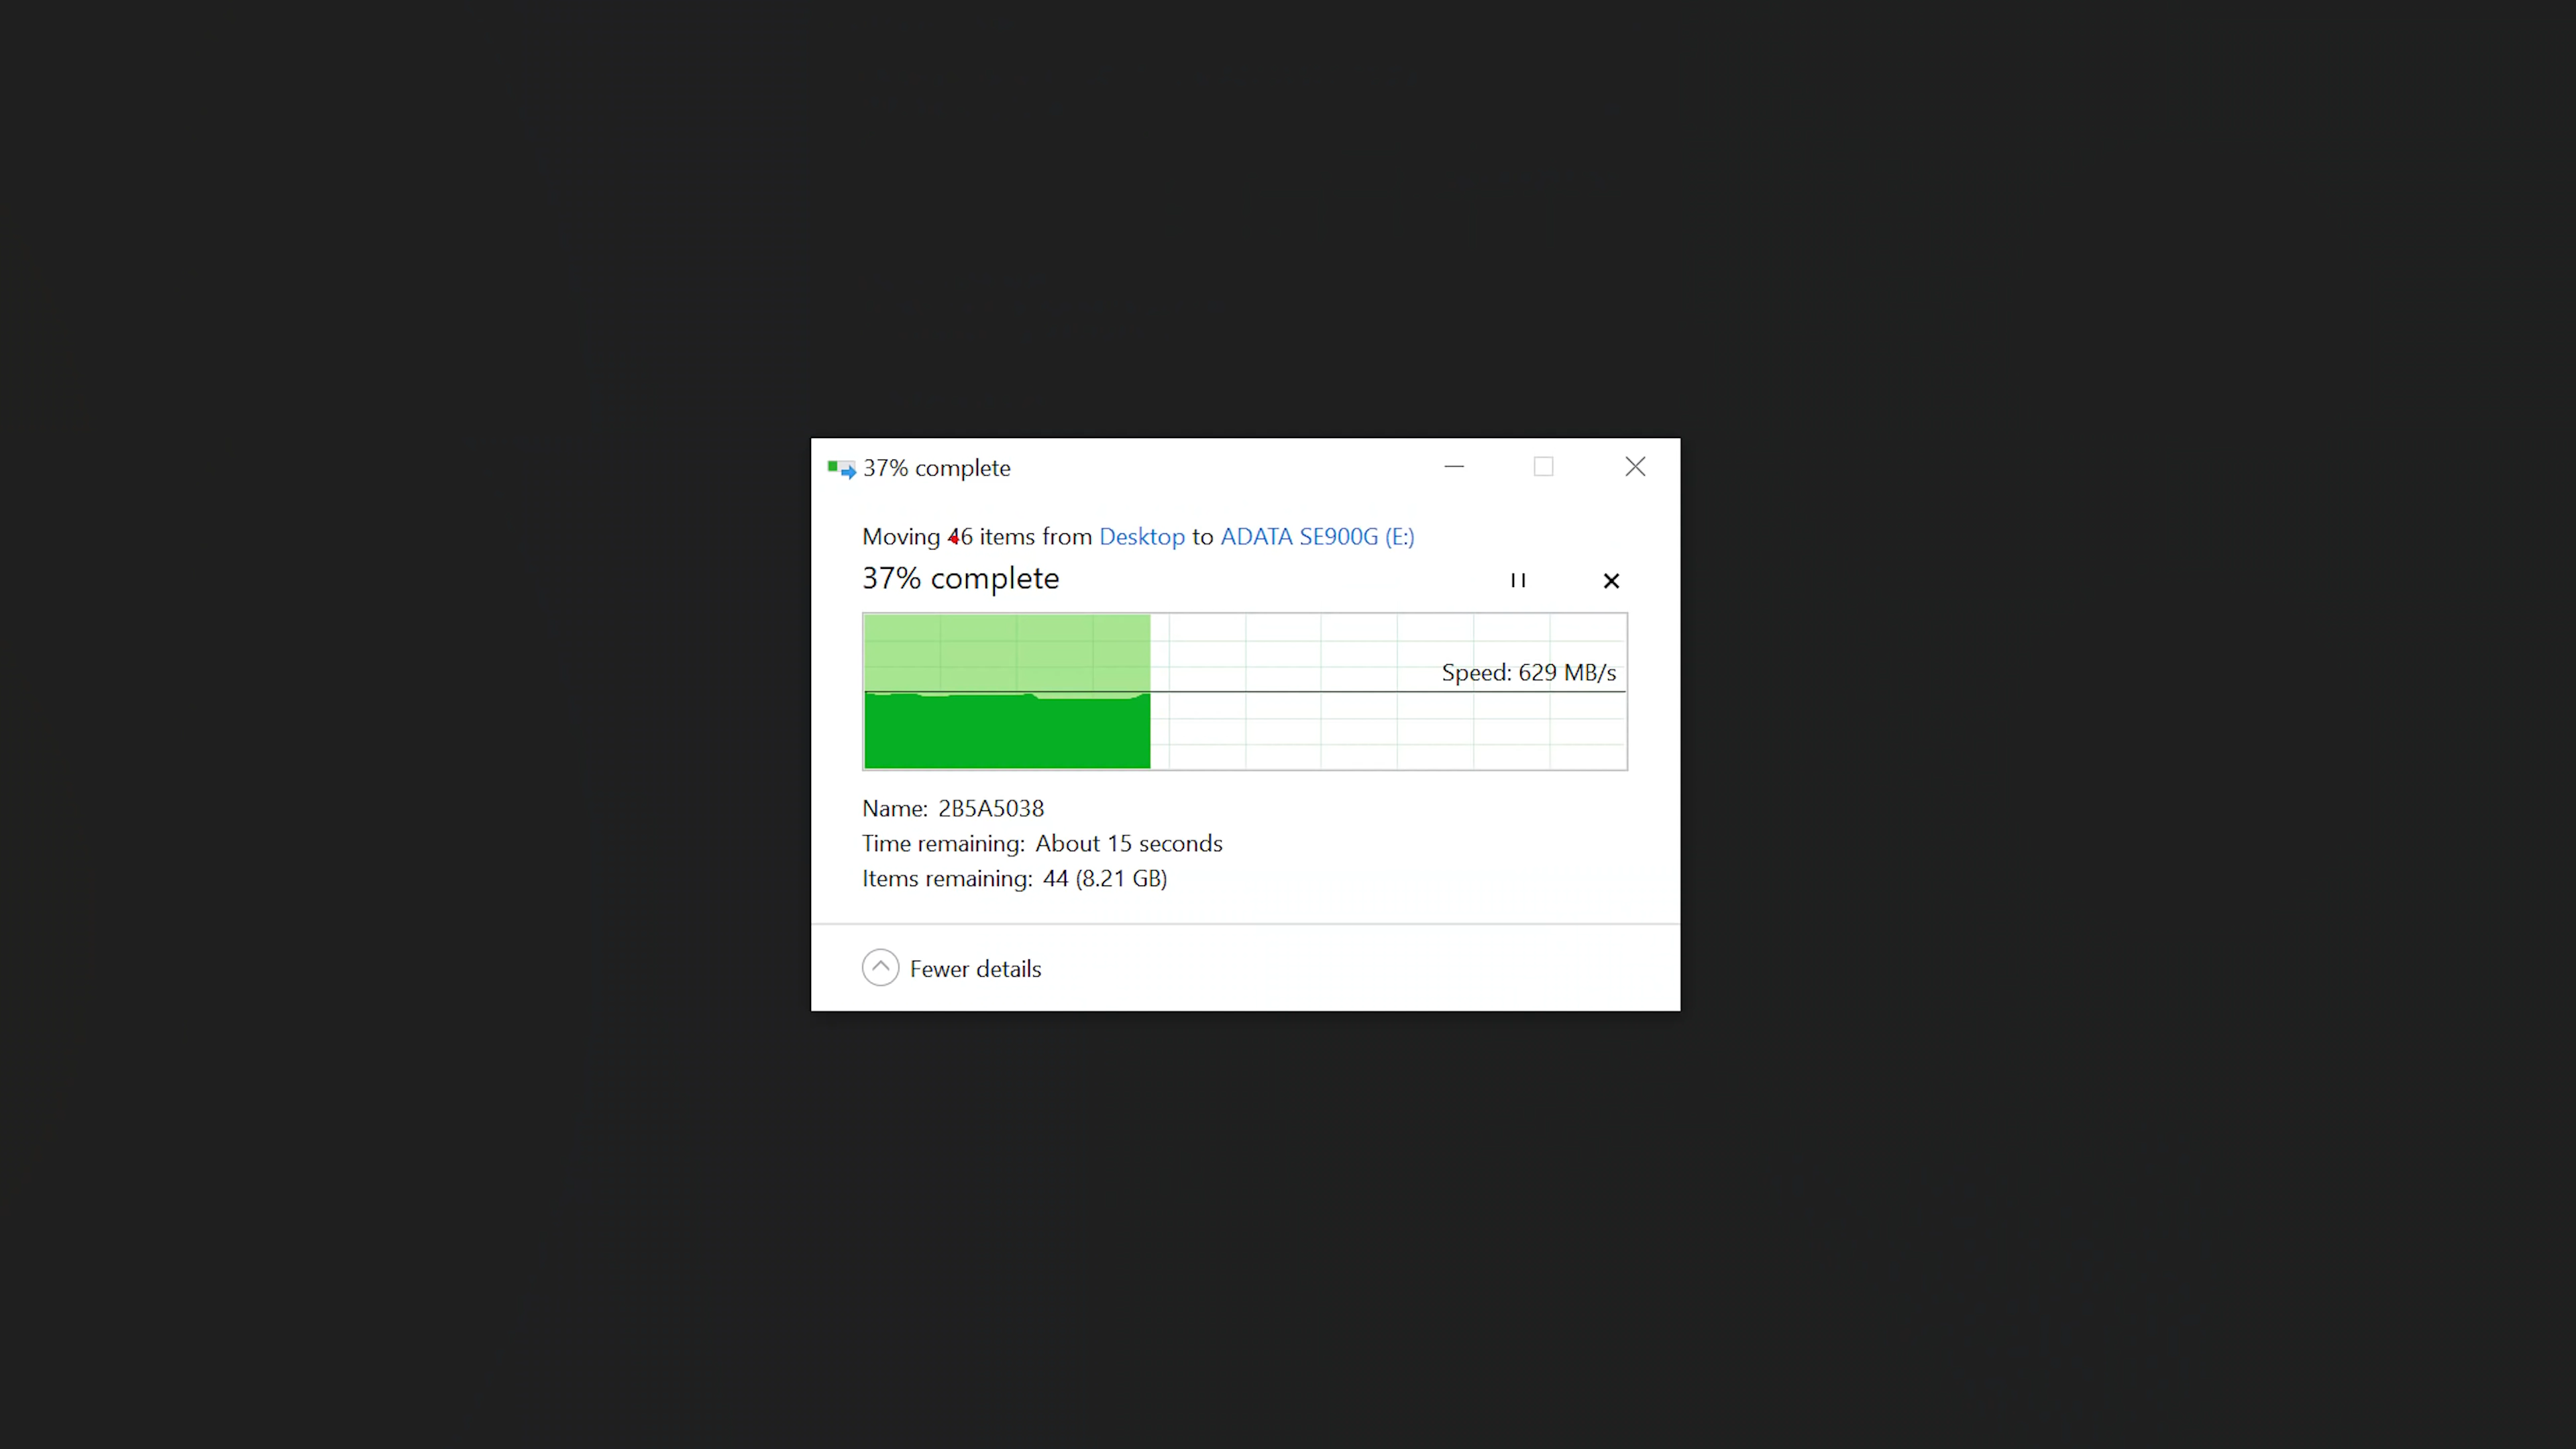 37% complete
Moving 46 items from Desktop to ADATA SE900G (E:)
37% complete
Speed: 629 MB/s
Name: 2B5A5038
Time remaining: About 15 seconds
Items remaining: 44 (8.21 GB)
Fewer details